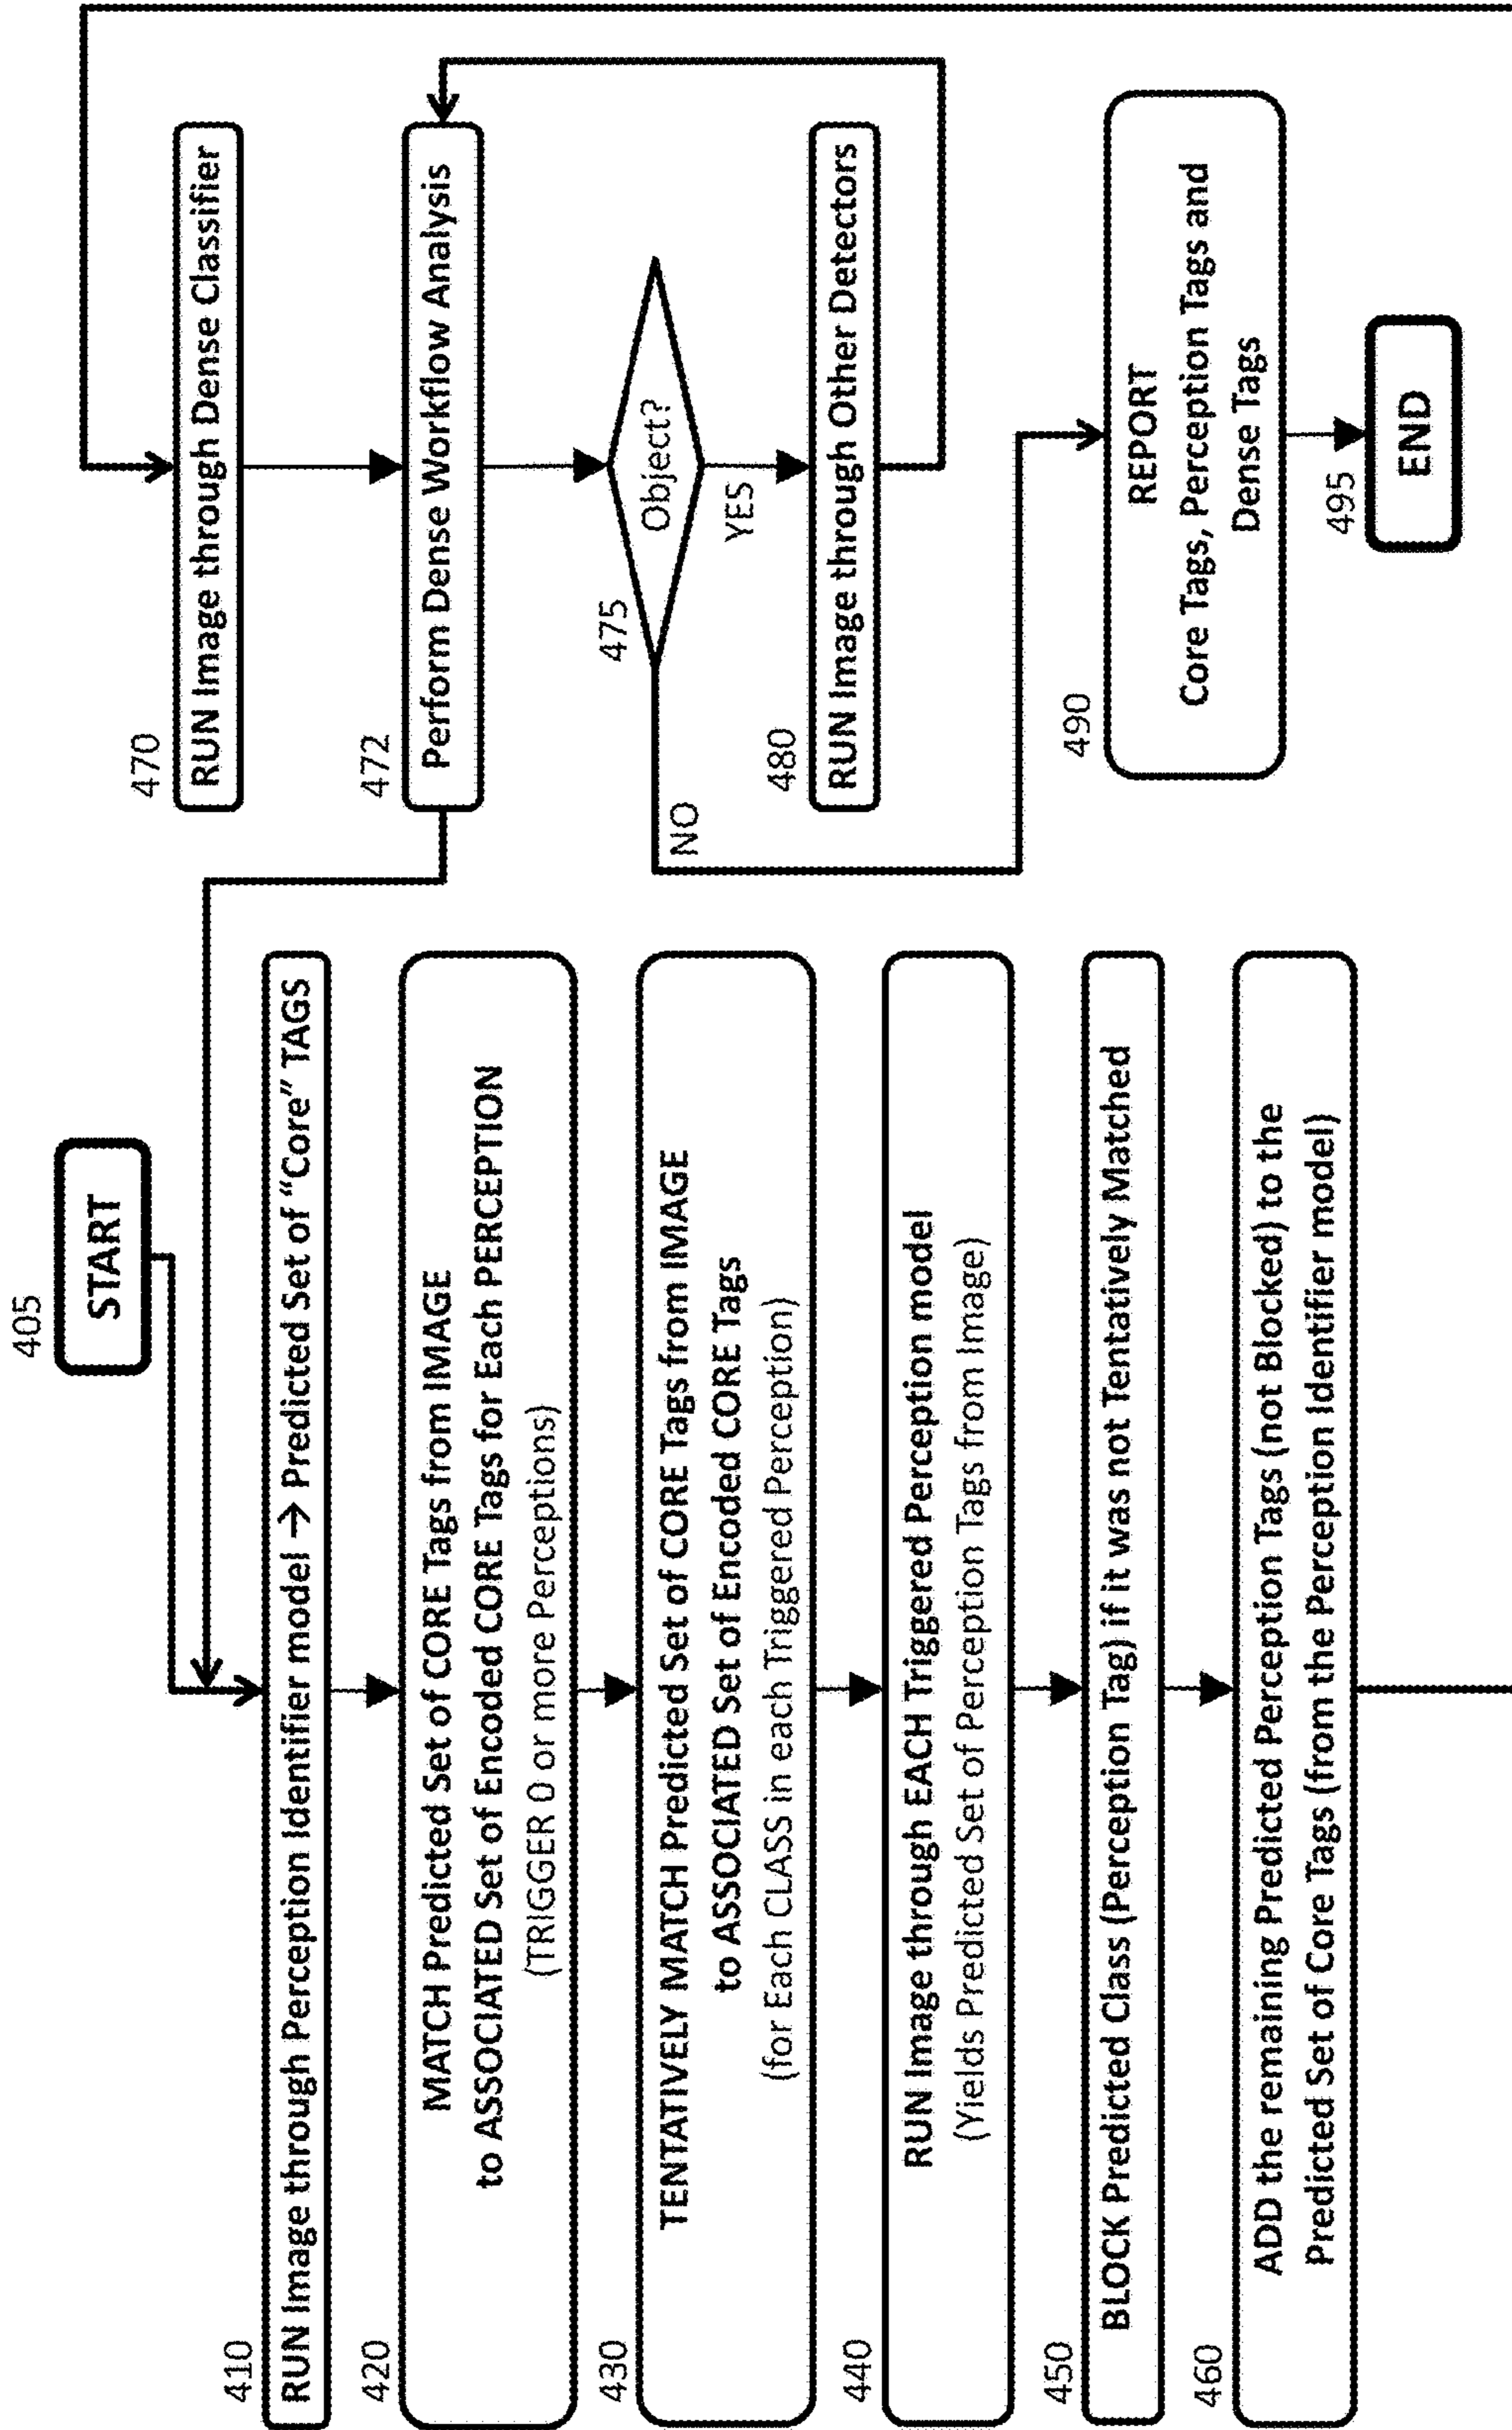 405
START
410
RUN Image through Perception Identifier model → Predicted Set of “Core” TAGS
420
MATCH Predicted Set of CORE Tags from IMAGE
to ASSOCIATED Set of Encoded CORE Tags for Each PERCEPTION
(TRIGGER 0 or more Perceptions)
430
TENTATIVELY MATCH Predicted Set of CORE Tags from IMAGE
to ASSOCIATED Set of Encoded CORE Tags
(for Each CLASS in each Triggered Perception)
440
RUN Image through EACH Triggered Perception model
(Yields Predicted Set of Perception Tags from Image)
450
BLOCK Predicted Class (Perception Tag) if it was not Tentatively Matched
460
ADD the remaining Predicted Perception Tags (not Blocked) to the
Predicted Set of Core Tags (from the Perception Identifier model)
470
RUN Image through Dense Classifier
472
Perform Dense Workflow Analysis
475
Object?
NO
YES
480
RUN Image through Other Detectors
490
REPORT
Core Tags, Perception Tags and
Dense Tags
495
END